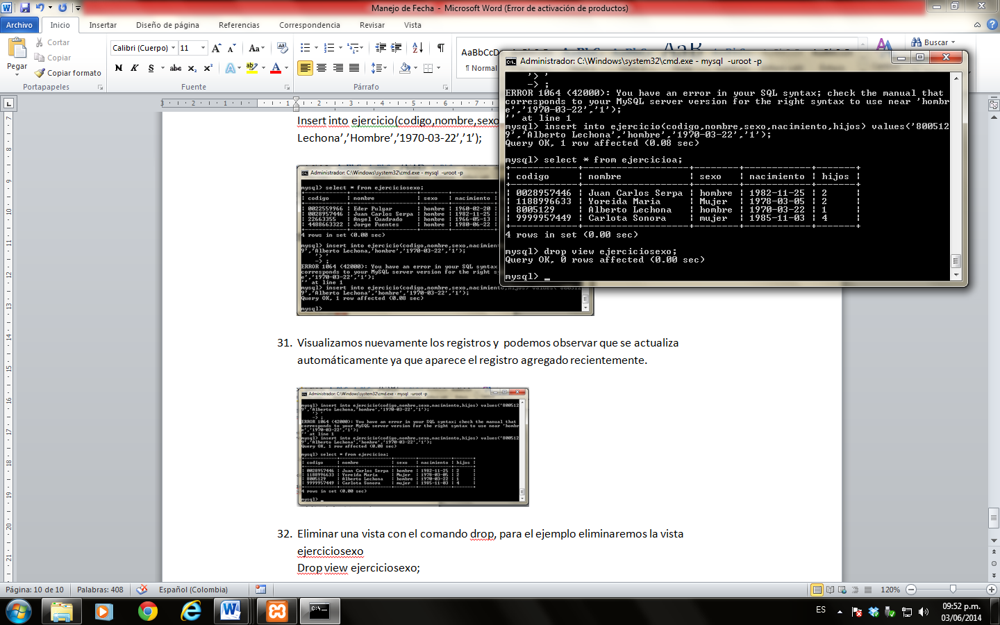 Manejo de Fecha - Microsoft Word (Error de activación de productos)
Archivo Inicio Insertar Diseño de página Referencias Correspondencia Revisar Vista
Pegar
Cortar
Copiar
Copiar formato
Portapapeles
Calibri (Cuerpo) 11
Fuente
Párrafo
AaBbCcD
¶ Normal
Buscar
Insert into ejercicio(codigo,nombre,sexo
Lechona’,’Hombre’,’1970-03-22’,’1’);
Administrador: C:\Windows\system32\cmd.exe - mysql -uroot -p
mysql> select * from ejerciciosexo;
| codigo | nombre | sexo | nacimiento |
| 0022559966 | Eder Pulgar | hombre | 1960-02-20 |
| 0028957446 | Juan Carlos Serpa | hombre | 1982-11-25 |
| 22663355 | Angel Cuadrado | hombre | 1966-05-13 |
| 4488663322 | Jorge Fuentes | hombre | 1980-06-22 |
4 rows in set (0.00 sec)
mysql> insert into ejercicio(codigo,nombre,sexo,nacimien
9','Alberto Lechona,'hombre','1970-03-22','1');
'> '
-> ;
ERROR 1064 (42000): You have an error in your SQL syntax
corresponds to your MySQL server version for the right s
e','1970-03-22','1');
'' at line 1
mysql> insert into ejercicio(codigo,nombre,sexo,nacimiento,hijos) values('800512
9','Alberto Lechona','hombre','1970-03-22','1');
Query OK, 1 row affected (0.08 sec)
mysql>
31. Visualizamos nuevamente los registros y podemos observar que se actualiza
automáticamente ya que aparece el registro agregado recientemente.
Administrador: C:\Windows\system32\cmd.exe - mysql -uroot -p
mysql> insert into ejercicio(codigo,nombre,sexo,nacimiento,hijos) values('800512
9','Alberto Lechona,'hombre','1970-03-22','1');
'> '
-> ;
ERROR 1064 (42000): You have an error in your SQL syntax; check the manual that
corresponds to your MySQL server version for the right syntax to use near 'hombr
e','1970-03-22','1');
'' at line 1
mysql> insert into ejercicio(codigo,nombre,sexo,nacimiento,hijos) values('800512
9','Alberto Lechona','hombre','1970-03-22','1');
Query OK, 1 row affected (0.08 sec)
mysql> select * from ejercicioa;
| codigo | nombre | sexo | nacimiento | hijos |
| 0028957446 | Juan Carlos Serpa | hombre | 1982-11-25 | 2 |
| 1188996633 | Yoreida Maria | Mujer | 1978-03-05 | 2 |
| 8005129 | Alberto Lechona | hombre | 1970-03-22 | 1 |
| 9999957449 | Carlota Sonora | mujer | 1985-11-03 | 4 |
4 rows in set (0.00 sec)
mysql> _
32. Eliminar una vista con el comando drop, para el ejemplo eliminaremos la vista
ejerciciosexo
Drop view ejerciciosexo;
Administrador: C:\Windows\system32\cmd.exe - mysql -uroot -p
'> '
-> ;
ERROR 1064 (42000): You have an error in your SQL syntax; check the manual that
corresponds to your MySQL server version for the right syntax to use near 'hombr
e','1970-03-22','1');
'' at line 1
mysql> insert into ejercicio(codigo,nombre,sexo,nacimiento,hijos) values('800512
9','Alberto Lechona','hombre','1970-03-22','1');
Query OK, 1 row affected (0.08 sec)
mysql> select * from ejercicioa;
| codigo | nombre | sexo | nacimiento | hijos |
| 0028957446 | Juan Carlos Serpa | hombre | 1982-11-25 | 2 |
| 1188996633 | Yoreida Maria | Mujer | 1978-03-05 | 2 |
| 8005129 | Alberto Lechona | hombre | 1970-03-22 | 1 |
| 9999957449 | Carlota Sonora | mujer | 1985-11-03 | 4 |
4 rows in set (0.00 sec)
mysql> drop view ejerciciosexo;
Query OK, 0 rows affected (0.00 sec)
mysql> _
Página: 10 de 10 Palabras: 408 Español (Colombia) 120%
ES 09:52 p.m.
03/06/2014